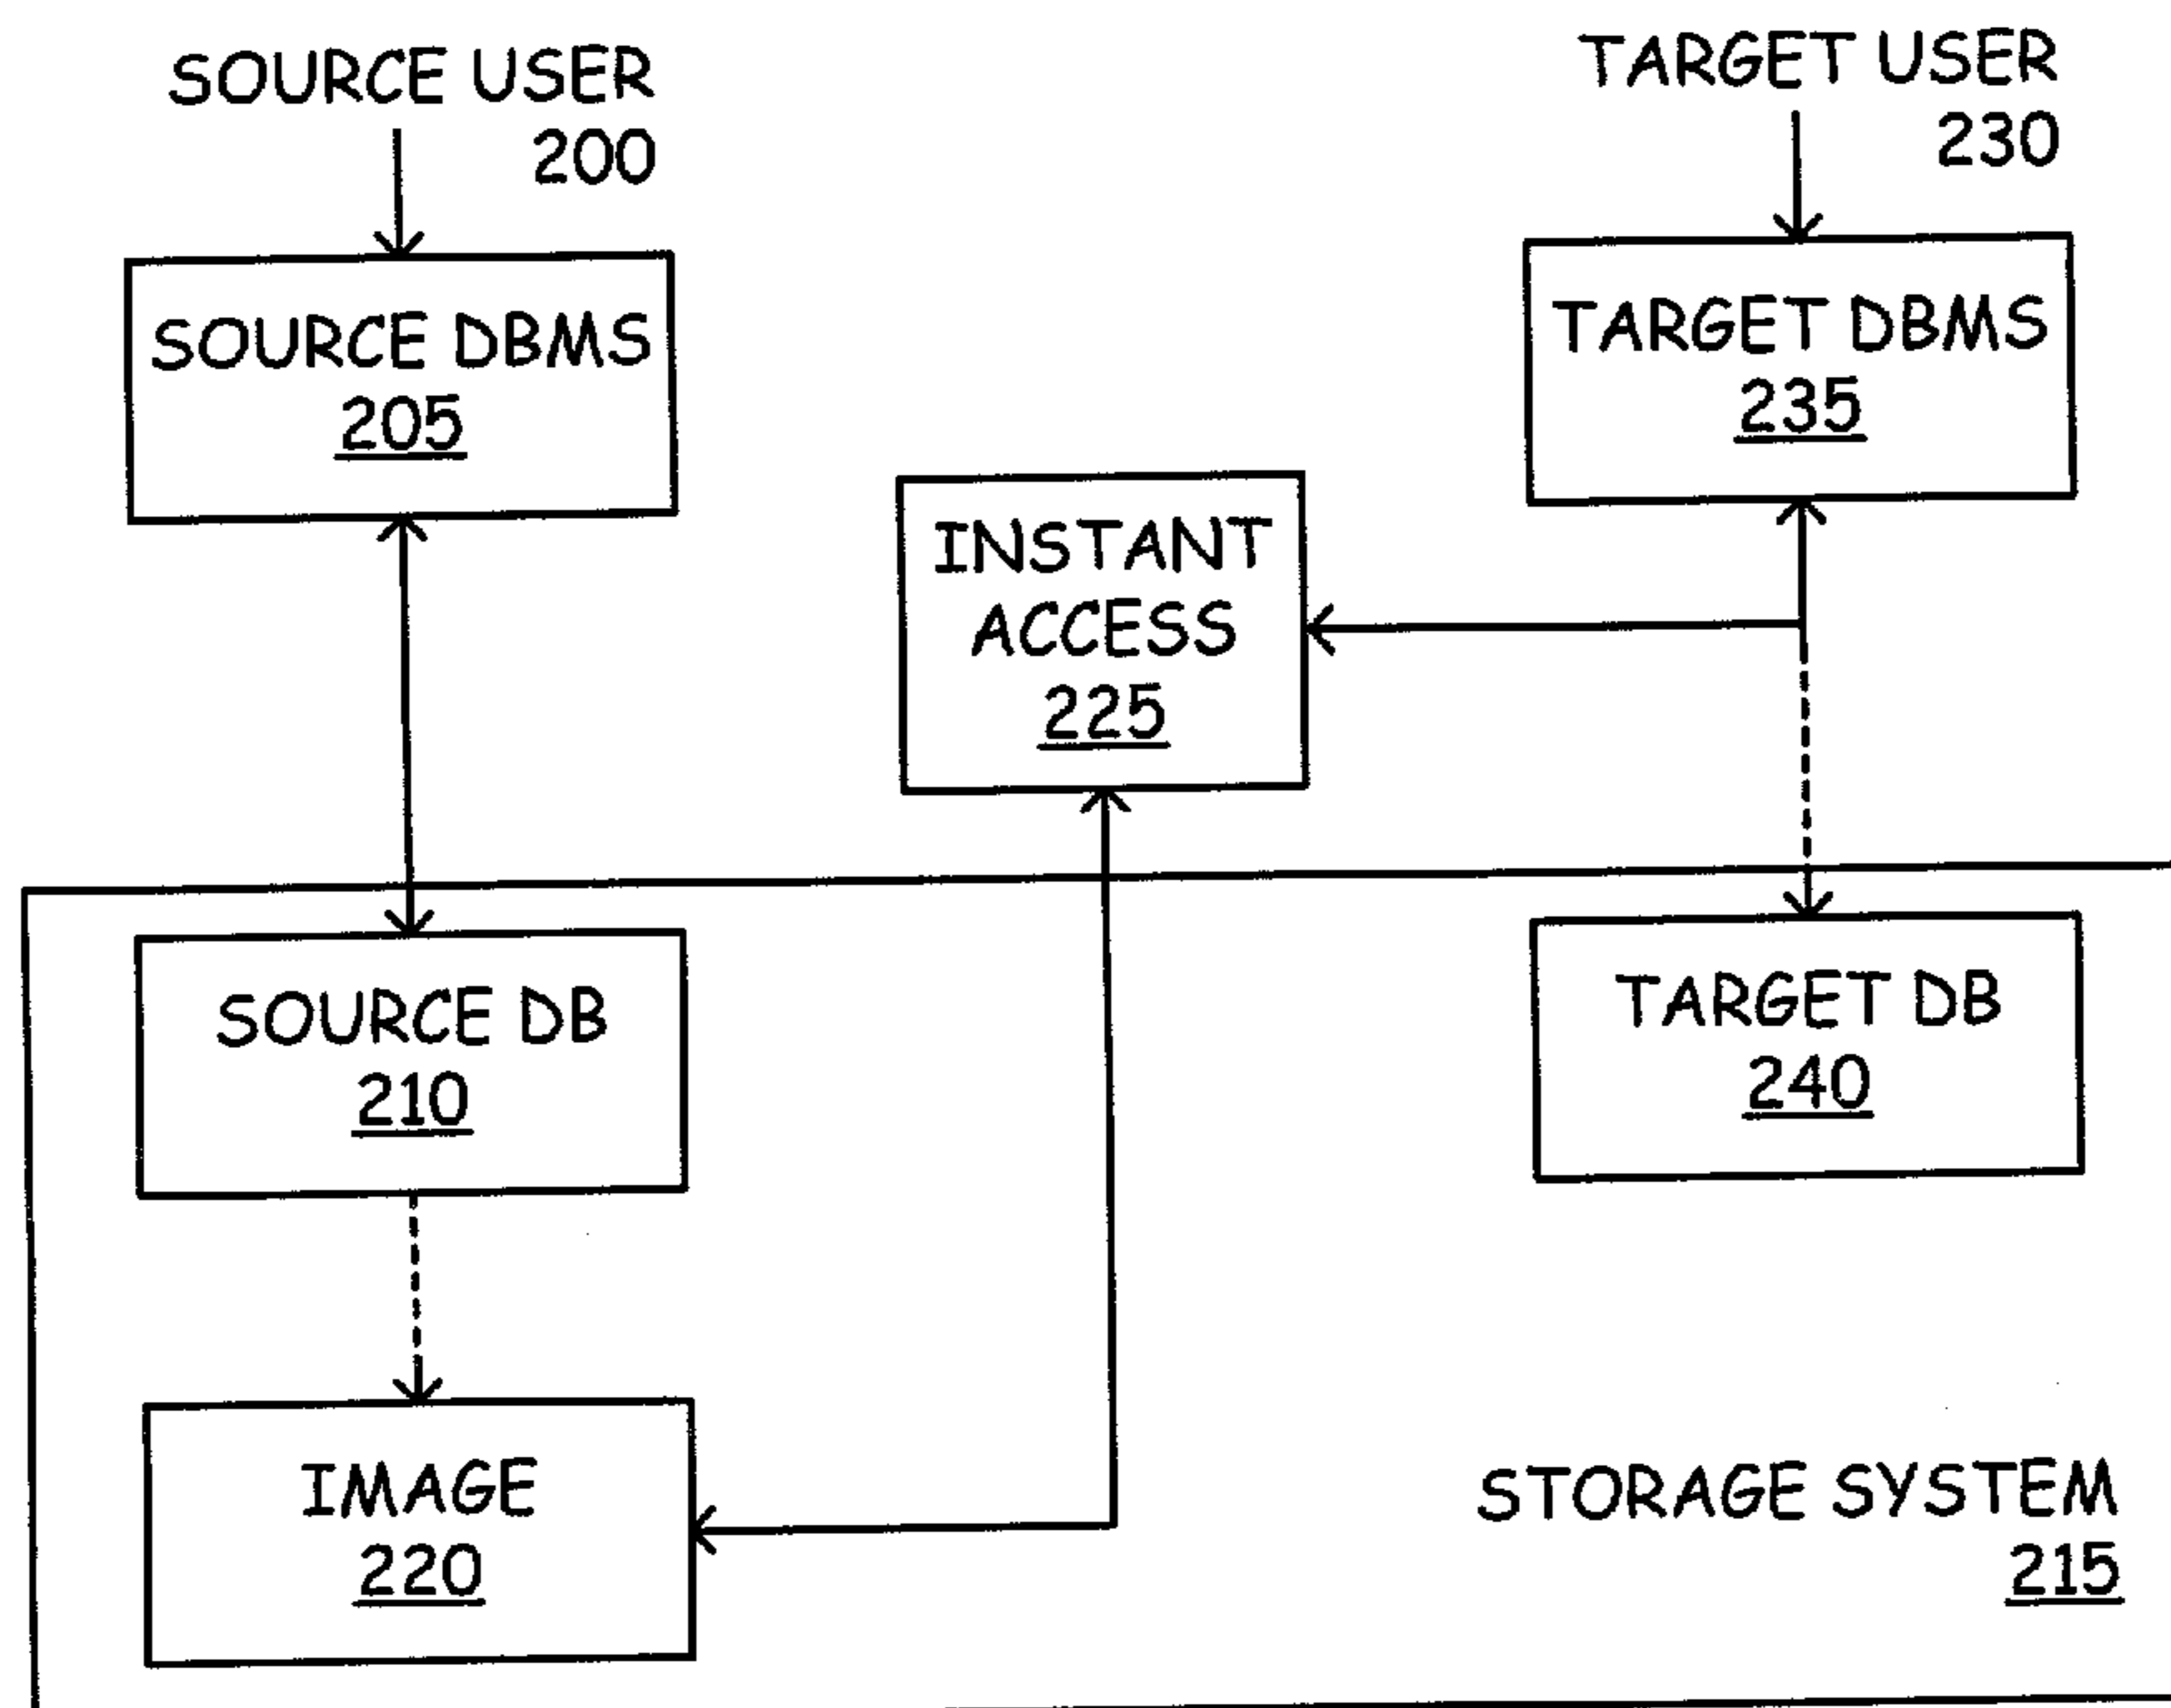 SOURCE USER
200
TARGET USER
230
SOURCE DBMS
205
TARGET DBMS
235
INSTANT
ACCESS
225
SOURCE DB
210
TARGET DB
240
IMAGE
220
STORAGE SYSTEM
215